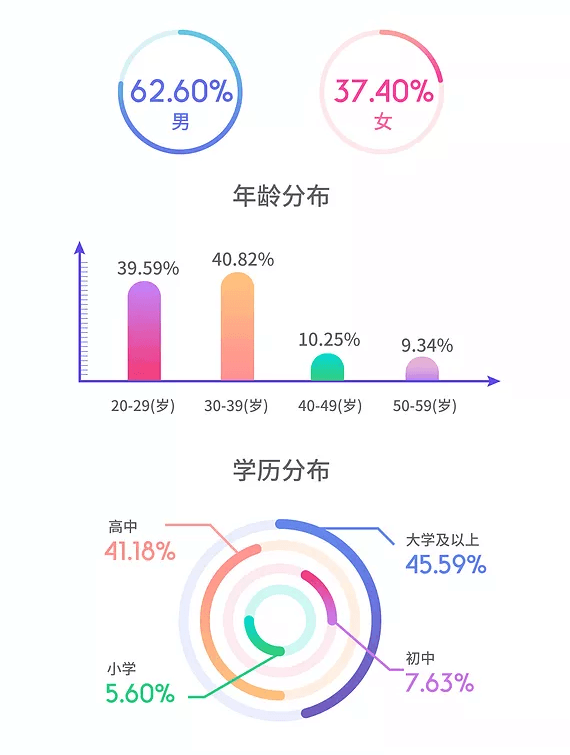 62.60%
男
37.40%
女
年龄分布
39.59%
40.82%
10.25%
9.34%
20-29(岁)
30-39(岁)
40-49(岁)
50-59(岁)
学历分布
高中
41.18%
大学及以上
45.59%
小学
5.60%
初中
7.63%